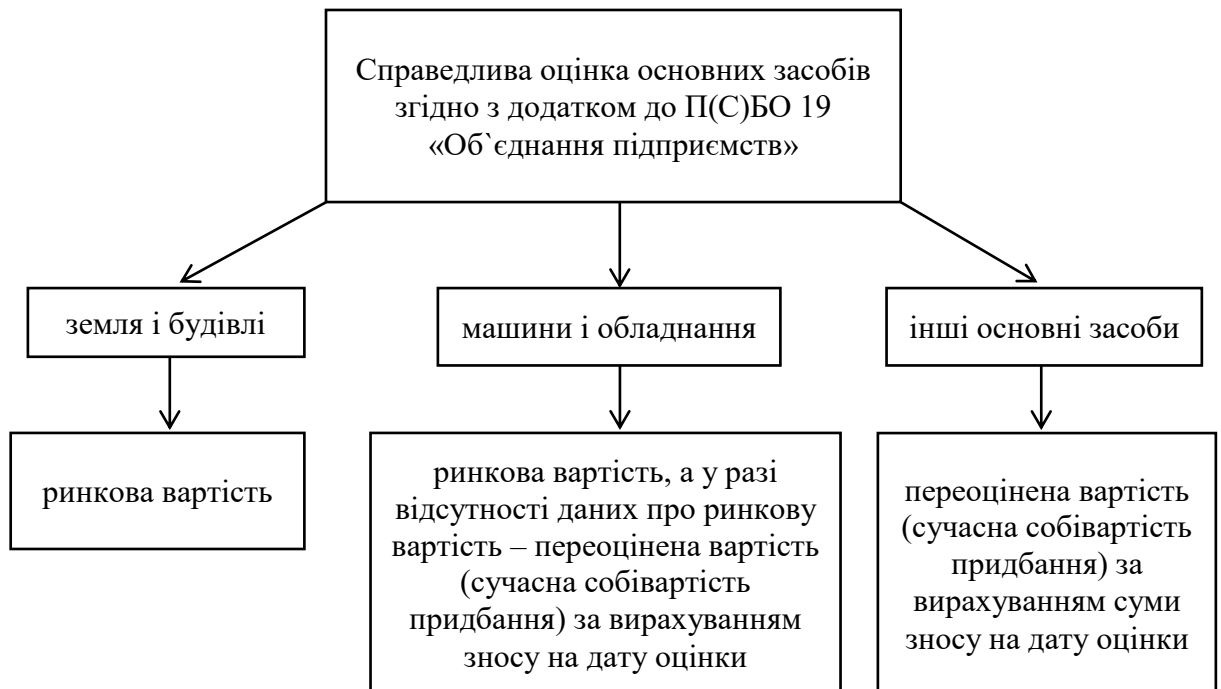 Справедлива оцінка основних засобів
згідно з додатком до П(С)БО 19
«Об`єднання підприємств»
земля і будівлі
машини і обладнання
інші основні засоби
ринкова вартість
ринкова вартість, а у разі
відсутності даних про ринкову
вартість – переоцінена вартість
(сучасна собівартість
придбання) за вирахуванням
зносу на дату оцінки
переоцінена вартість
(сучасна собівартість
придбання) за
вирахуванням суми
зносу на дату оцінки